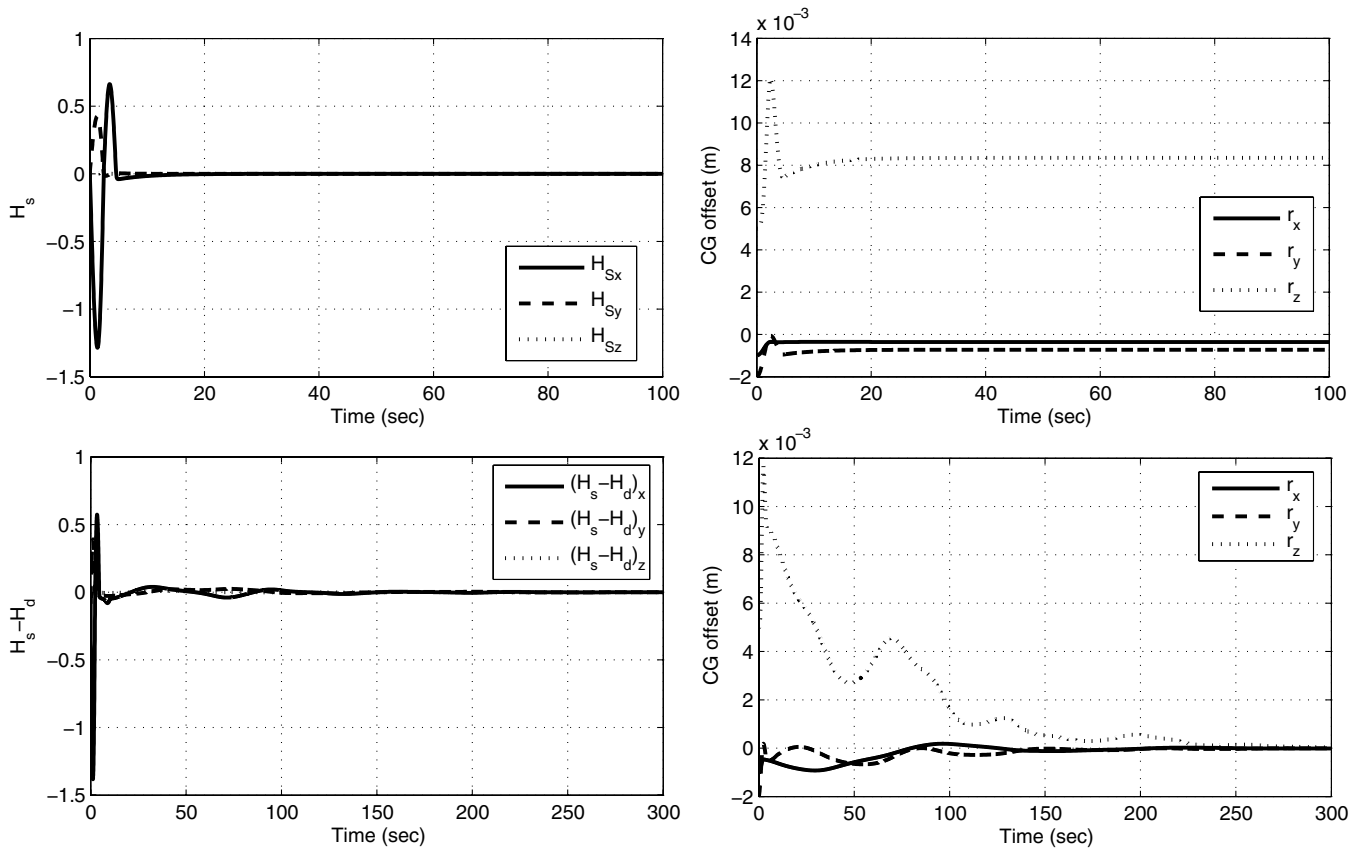 1
0.5
0
−0.5
−1
−1.5
H_s
0 20 40 60 80 100
Time (sec)
H_Sx
H_Sy
H_Sz
x 10^−3
14
12
10
8
6
4
2
0
−2
CG offset (m)
0 20 40 60 80 100
Time (sec)
r_x
r_y
r_z
1
0.5
0
−0.5
−1
−1.5
H_s−H_d
0 50 100 150 200 250 300
Time (sec)
(H_s−H_d)_x
(H_s−H_d)_y
(H_s−H_d)_z
x 10^−3
12
10
8
6
4
2
0
−2
CG offset (m)
0 50 100 150 200 250 300
Time (sec)
r_x
r_y
r_z